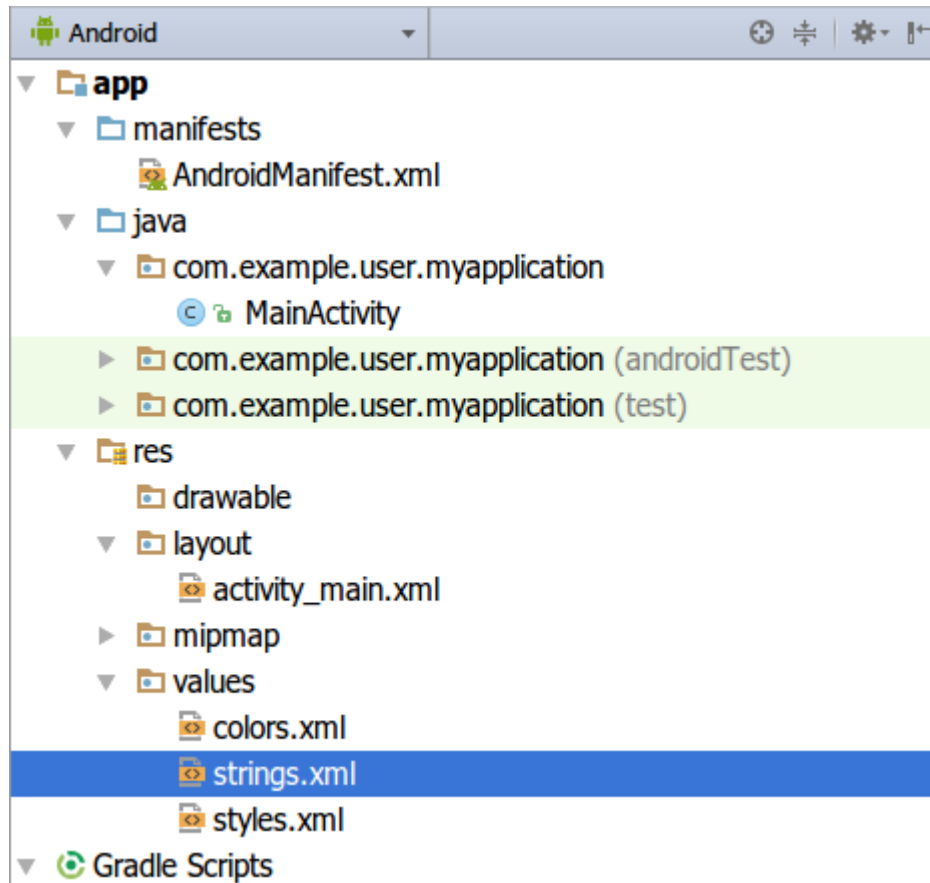 Android
app
manifests
AndroidManifest.xml
java
com.example.user.myapplication
C MainActivity
com.example.user.myapplication (androidTest)
com.example.user.myapplication (test)
res
drawable
layout
activity_main.xml
mipmap
values
colors.xml
strings.xml
styles.xml
Gradle Scripts